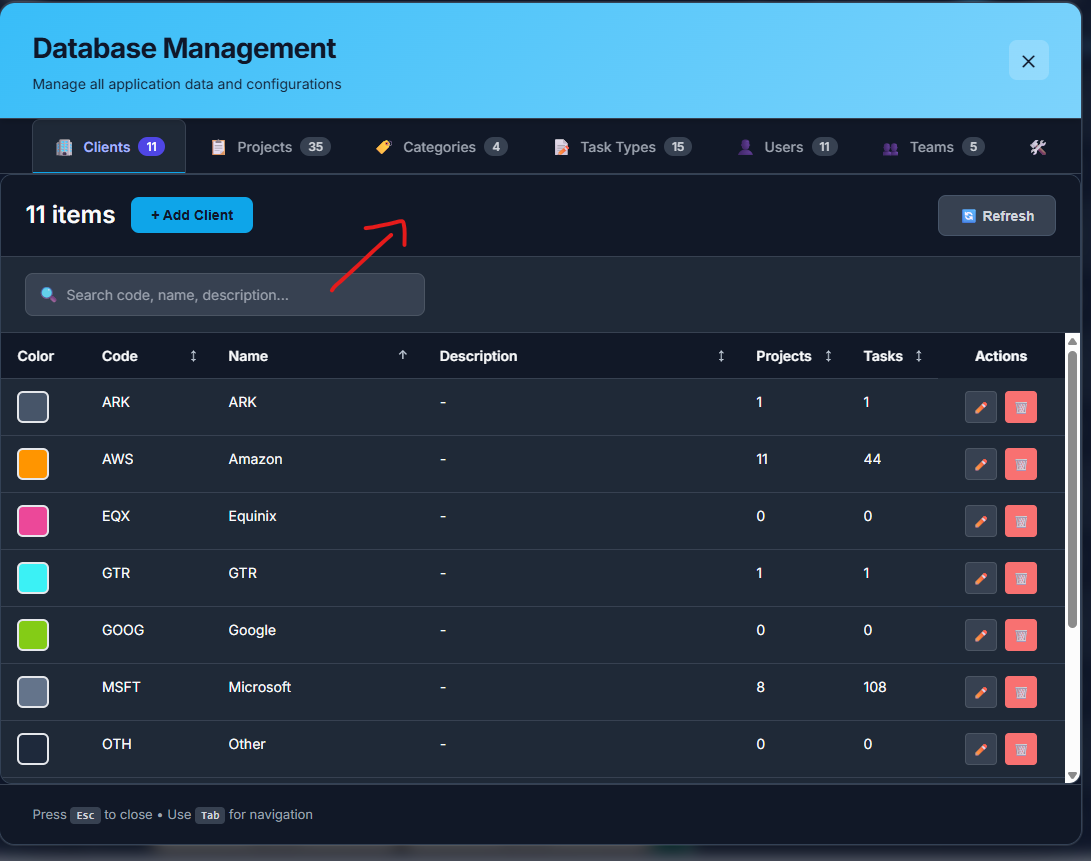 Database Management
Manage all application data and configurations
Clients 11 Projects 35 Categories 4 Task Types 15 Users 11 Teams 5
11 items + Add Client Refresh
Search code, name, description...
Color Code Name Description Projects Tasks Actions
ARK ARK - 1 1
AWS Amazon - 11 44
EQX Equinix - 0 0
GTR GTR - 1 1
GOOG Google - 0 0
MSFT Microsoft - 8 108
OTH Other - 0 0
Press Esc to close • Use Tab for navigation